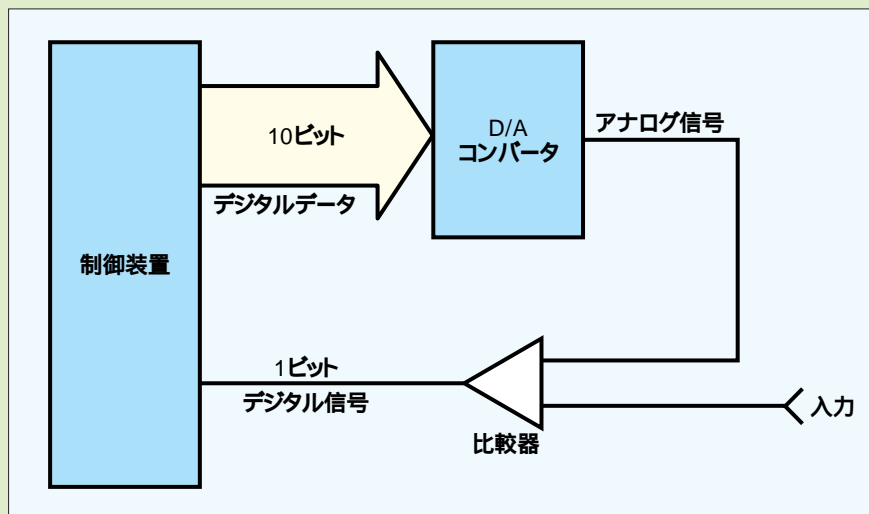 10ビット
デジタルデータ
D/A
コンバータ
アナログ信号
制御装置
1ビット
デジタル信号
比較器
入力